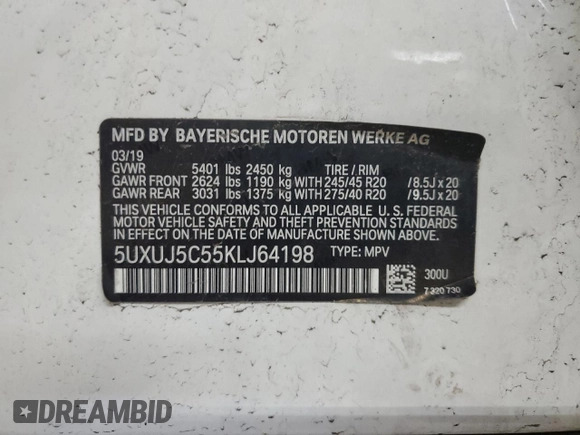 MFD BY BAYERISCHE MOTOREN WERKE AG
03/19
GVWR 5401 lbs 2450 kg TIRE / RIM
GAWR FRONT 2624 lbs 1190 kg WITH 245/45 R20 /8.5J x 20
GAWR REAR 3031 lbs 1375 kg WITH 275/40 R20 /9.5J x 20
THIS VEHICLE CONFORMS TO ALL APPLICABLE U. S. FEDERAL
MOTOR VEHICLE SAFETY AND THEFT PREVENTION STANDARDS
IN EFFECT ON THE DATE OF MANUFACTURE SHOWN ABOVE.
5UXUJ5C55KLJ64198 TYPE: MPV
300U
7 320 730
DREAMBID